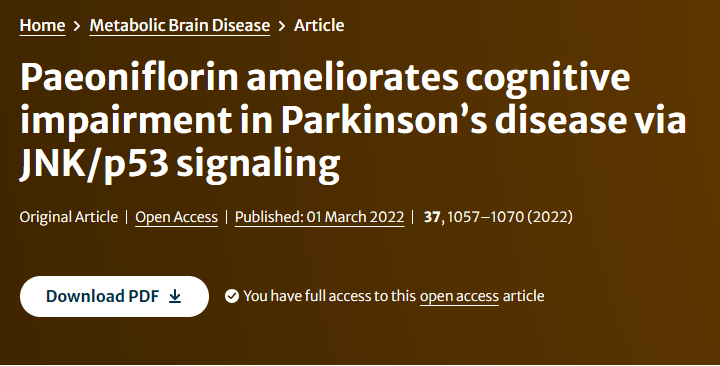 Home > Metabolic Brain Disease > Article
Paeoniflorin ameliorates cognitive
impairment in Parkinson’s disease via
JNK/p53 signaling
Original Article | Open Access | Published: 01 March 2022 | 37, 1057–1070 (2022)
Download PDF You have full access to this open access article